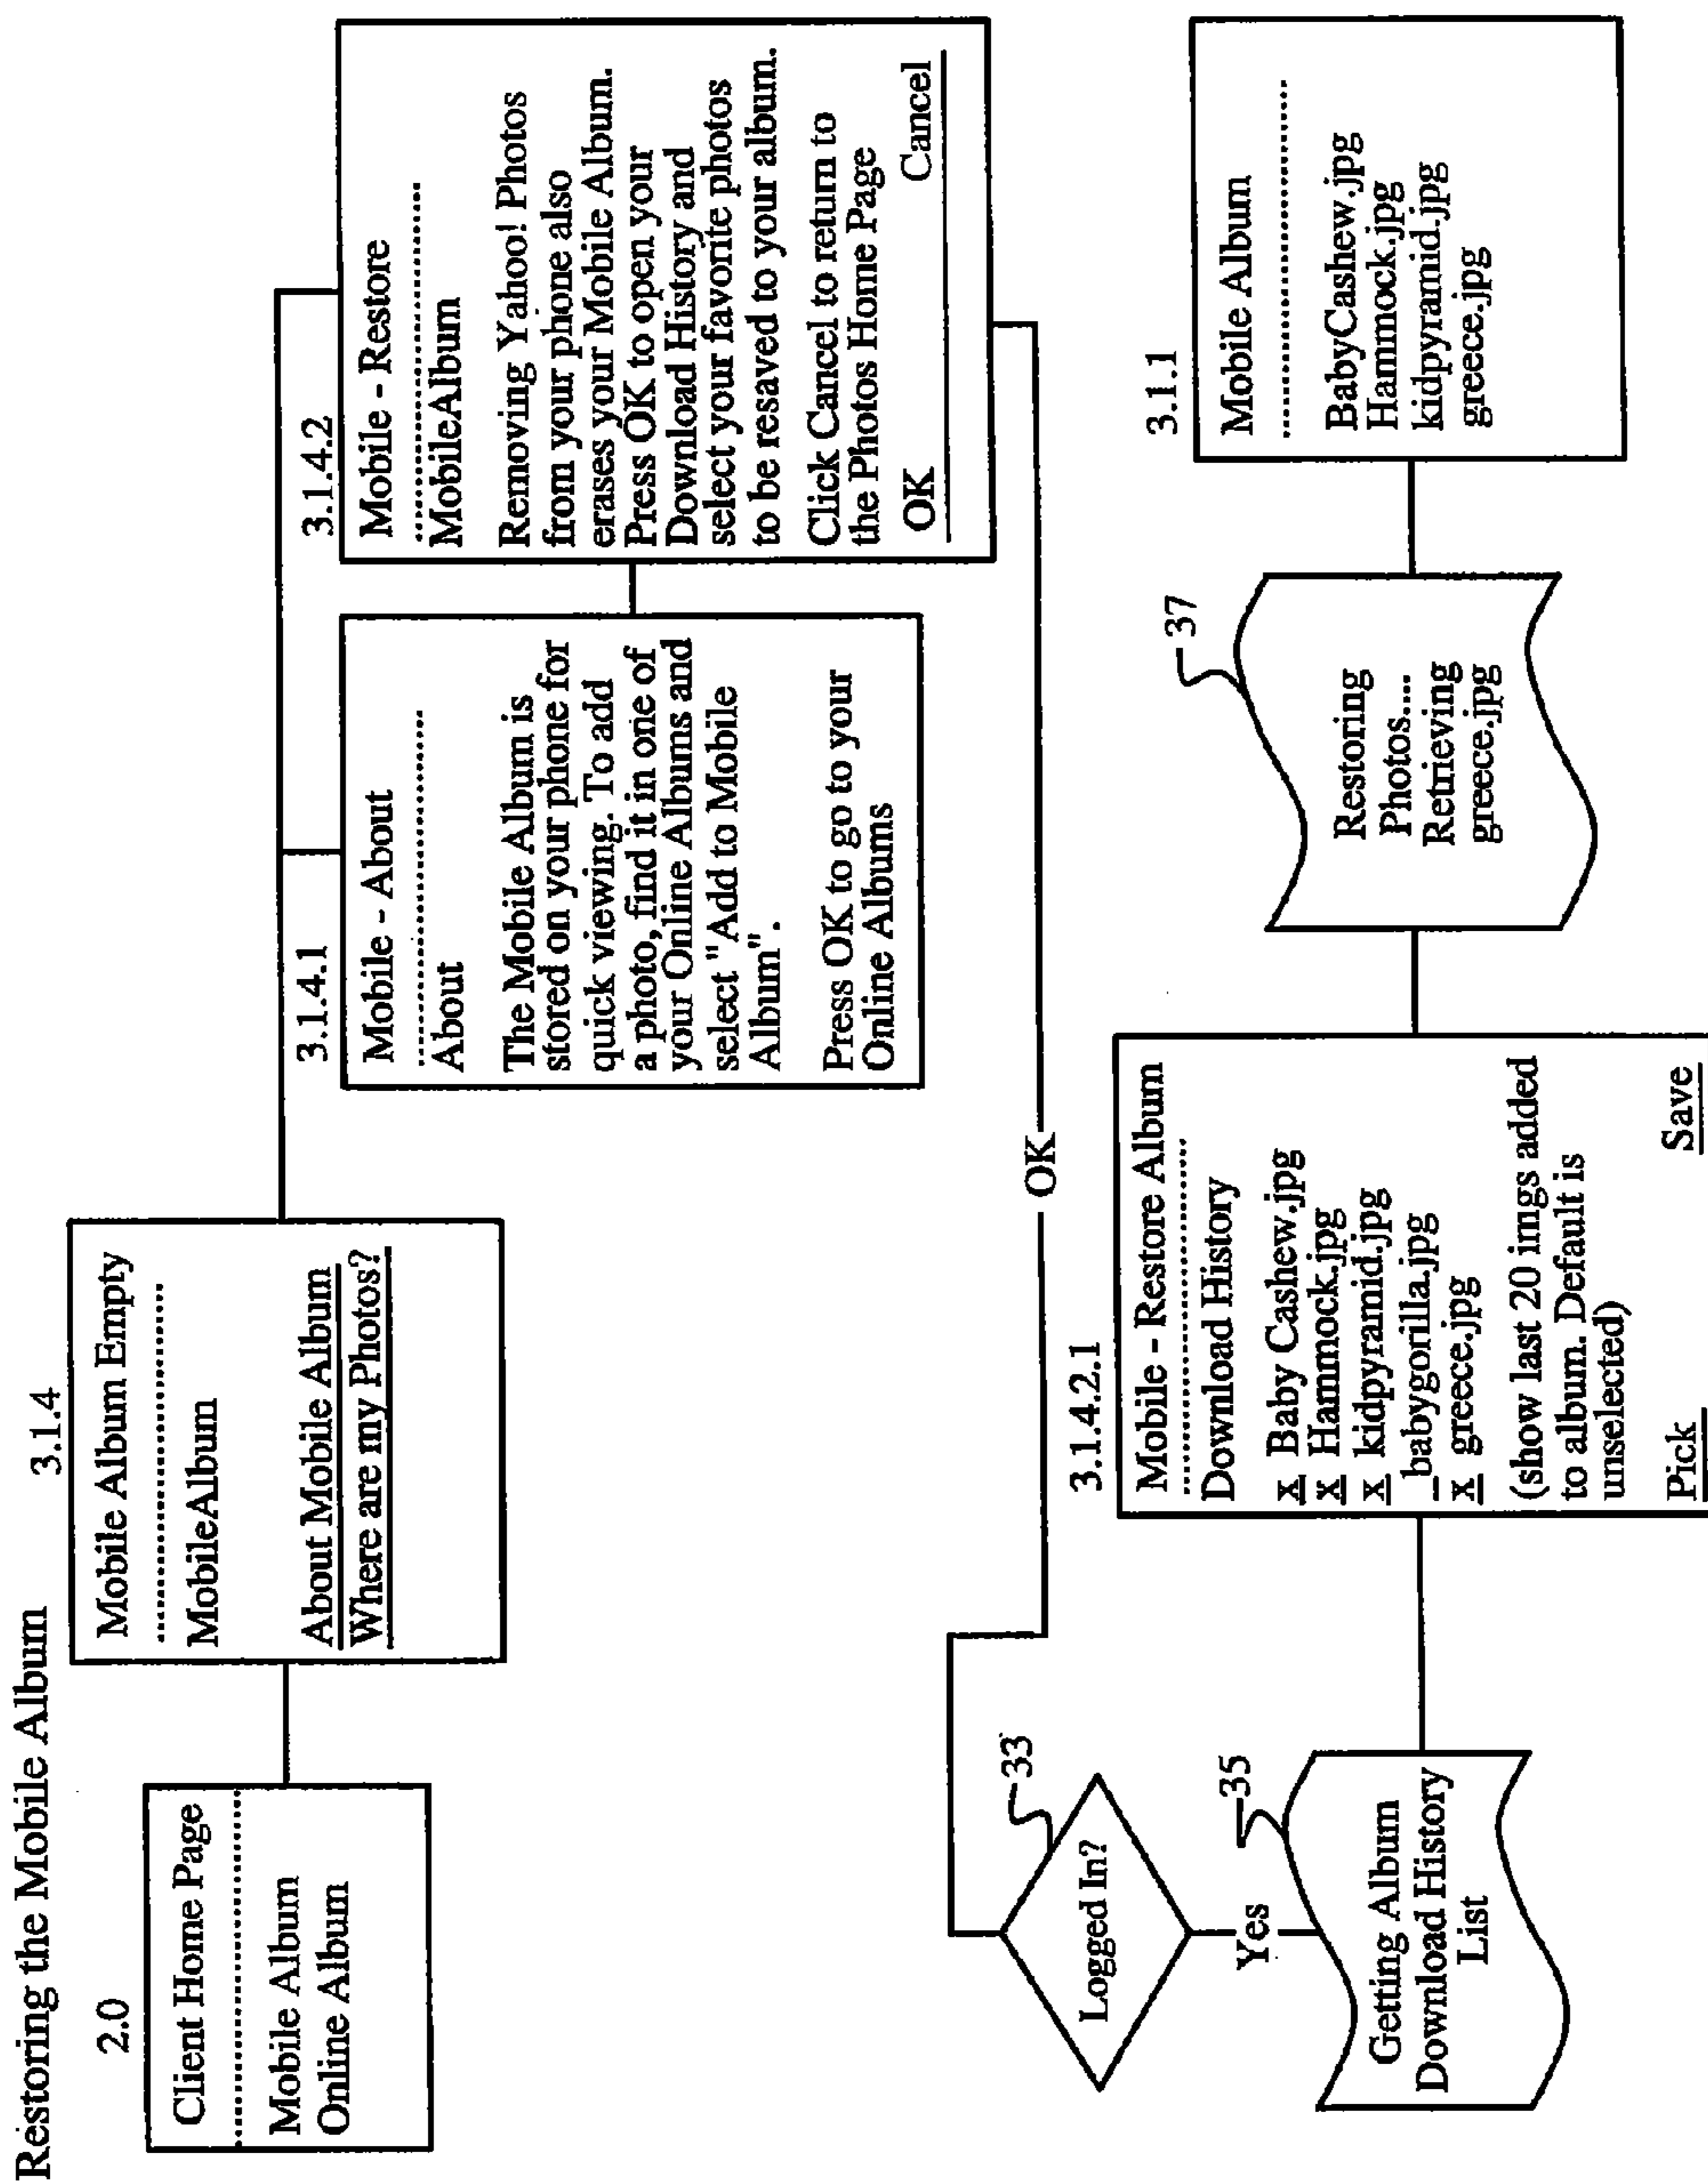 Restoring the Mobile Album
2.0
Client Home Page
Mobile Album
Online Album
3.1.4
Mobile Album Empty
MobileAlbum
About Mobile Album
Where are my Photos?
3.1.4.1
Mobile - About
About
The Mobile Album is
stored on your phone for
quick viewing. To add
a photo, find it in one of
your Online Albums and
select "Add to Mobile
Album".
Press OK to go to your
Online Albums
3.1.4.2
Mobile - Restore
MobileAlbum
Removing Yahoo! Photos
from your phone also
erases your Mobile Album.
Press OK to open your
Download History and
select your favorite photos
to be resaved to your album.
Click Cancel to return to
the Photos Home Page
OK Cancel
OK
Logged In?
33
Yes
35
Getting Album
Download History
List
3.1.4.2.1
Mobile - Restore Album
Download History
x Baby Cashew.jpg
x Hammock.jpg
x kidpyramid.jpg
_babygorilla.jpg
x greece.jpg
(show last 20 imgs added
to album. Default is
unselected)
Pick Save
37
Restoring
Photos....
Retrieving
greece.jpg
3.1.1
Mobile Album
BabyCashew.jpg
Hammock.jpg
kidpyramid.jpg
greece.jpg